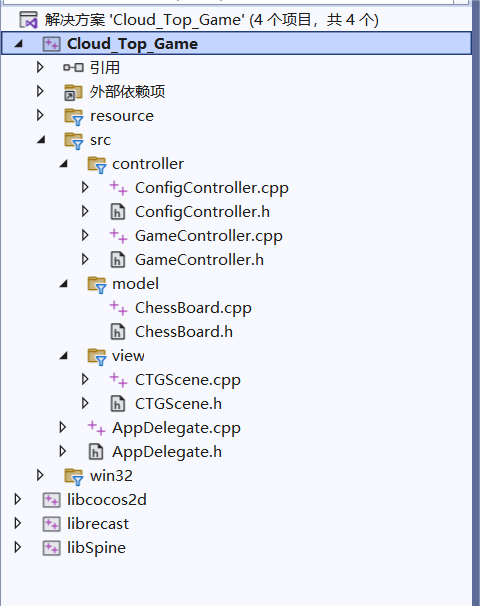 解决方案 'Cloud_Top_Game' (4 个项目，共 4 个)
Cloud_Top_Game
引用
外部依赖项
resource
src
controller
ConfigController.cpp
ConfigController.h
GameController.cpp
GameController.h
model
ChessBoard.cpp
ChessBoard.h
view
CTGScene.cpp
CTGScene.h
AppDelegate.cpp
AppDelegate.h
win32
libcocos2d
librecast
libSpine